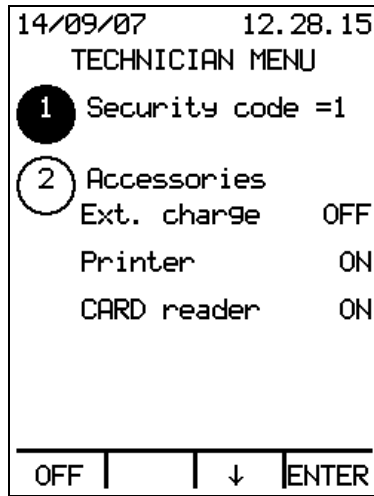 14/09/07 12.28.15
TECHNICIAN MENU
1 Security code =1
2 Accessories
Ext. charge OFF
Printer ON
CARD reader ON
OFF ↓ ENTER